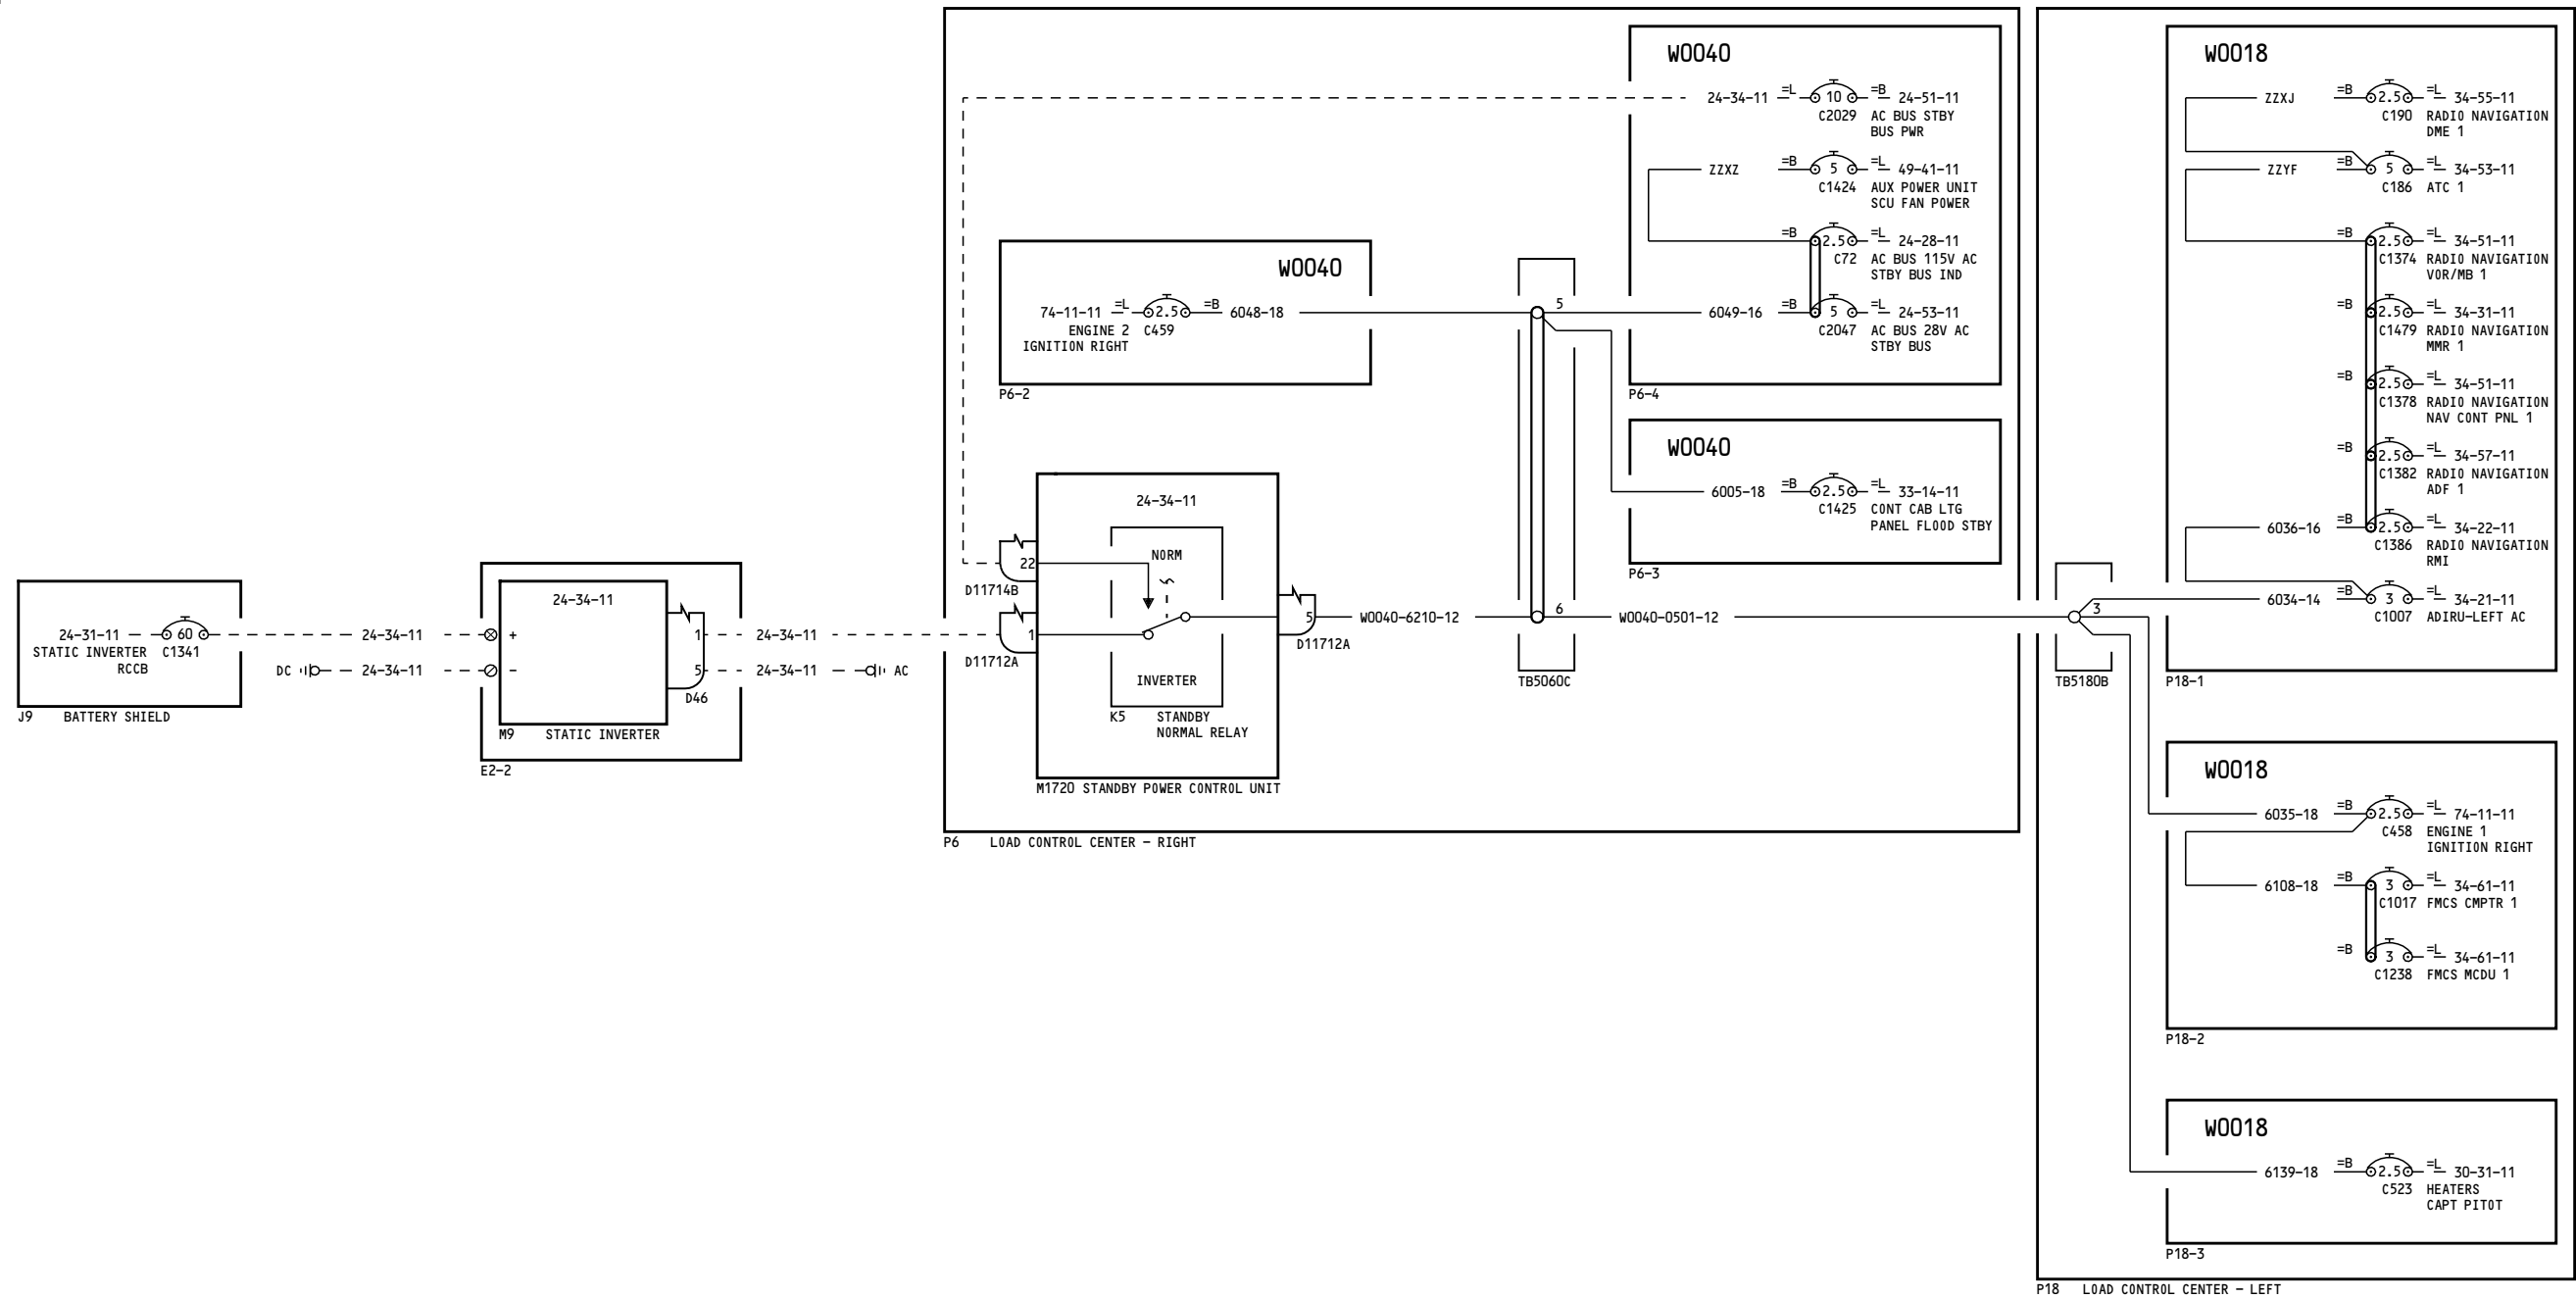 24-31-11
60
STATIC INVERTER C1341
RCCB
J9 BATTERY SHIELD
24-34-11
DC
24-34-11
24-34-11
+
-
1
5
D46
M9 STATIC INVERTER
E2-2
24-34-11
24-34-11
AC
W0040
74-11-11 =L 2.5 =B 6048-18
ENGINE 2 C459
IGNITION RIGHT
P6-2
24-34-11
NORM
22
D11714B
1
D11712A
INVERTER
K5 STANDBY
NORMAL RELAY
5
D11712A
M1720 STANDBY POWER CONTROL UNIT
W0040-6210-12
5
6
TB5060C
W0040-0501-12
W0040
24-34-11 =L 10 =B 24-51-11
C2029 AC BUS STBY
BUS PWR
ZZXZ =B 5 =L 49-41-11
C1424 AUX POWER UNIT
SCU FAN POWER
=B 2.5 =L 24-28-11
C72 AC BUS 115V AC
STBY BUS IND
6049-16 =B 5 =L 24-53-11
C2047 AC BUS 28V AC
STBY BUS
P6-4
W0040
6005-18 =B 2.5 =L 33-14-11
C1425 CONT CAB LTG
PANEL FLOOD STBY
P6-3
P6 LOAD CONTROL CENTER - RIGHT
3
TB5180B
W0018
ZZXJ =B 2.5 =L 34-55-11
C190 RADIO NAVIGATION
DME 1
ZZYF =B 5 =L 34-53-11
C186 ATC 1
=B 2.5 =L 34-51-11
C1374 RADIO NAVIGATION
VOR/MB 1
=B 2.5 =L 34-31-11
C1479 RADIO NAVIGATION
MMR 1
=B 2.5 =L 34-51-11
C1378 RADIO NAVIGATION
NAV CONT PNL 1
=B 2.5 =L 34-57-11
C1382 RADIO NAVIGATION
ADF 1
6036-16 =B 2.5 =L 34-22-11
C1386 RADIO NAVIGATION
RMI
6034-14 =B 3 =L 34-21-11
C1007 ADIRU-LEFT AC
P18-1
W0018
6035-18 =B 2.5 =L 74-11-11
C458 ENGINE 1
IGNITION RIGHT
6108-18 =B 3 =L 34-61-11
C1017 FMCS CMPTR 1
=B 3 =L 34-61-11
C1238 FMCS MCDU 1
P18-2
W0018
6139-18 =B 2.5 =L 30-31-11
C523 HEATERS
CAPT PITOT
P18-3
P18 LOAD CONTROL CENTER - LEFT